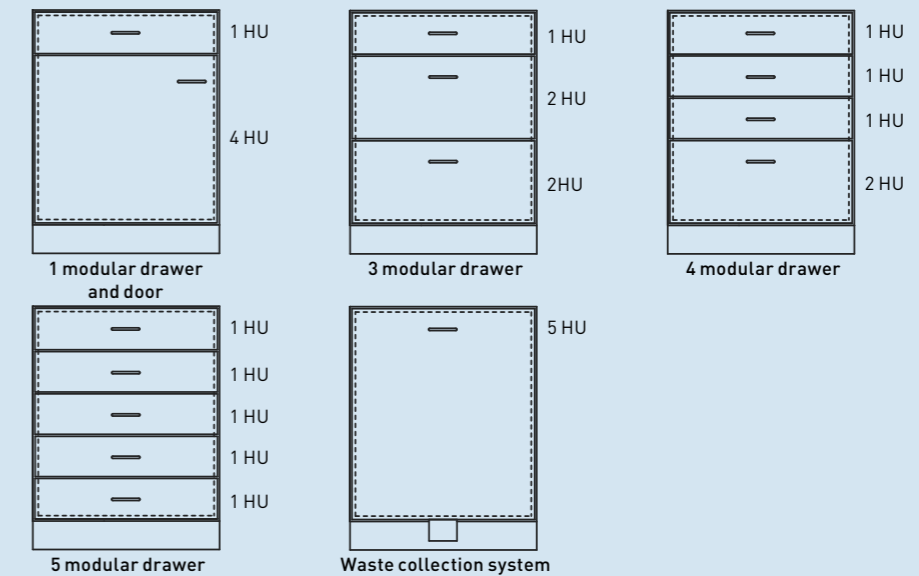 1 HU
4 HU
1 modular drawer
and door
1 HU
2 HU
2HU
3 modular drawer
1 HU
1 HU
1 HU
2 HU
4 modular drawer
1 HU
1 HU
1 HU
1 HU
1 HU
5 modular drawer
5 HU
Waste collection system